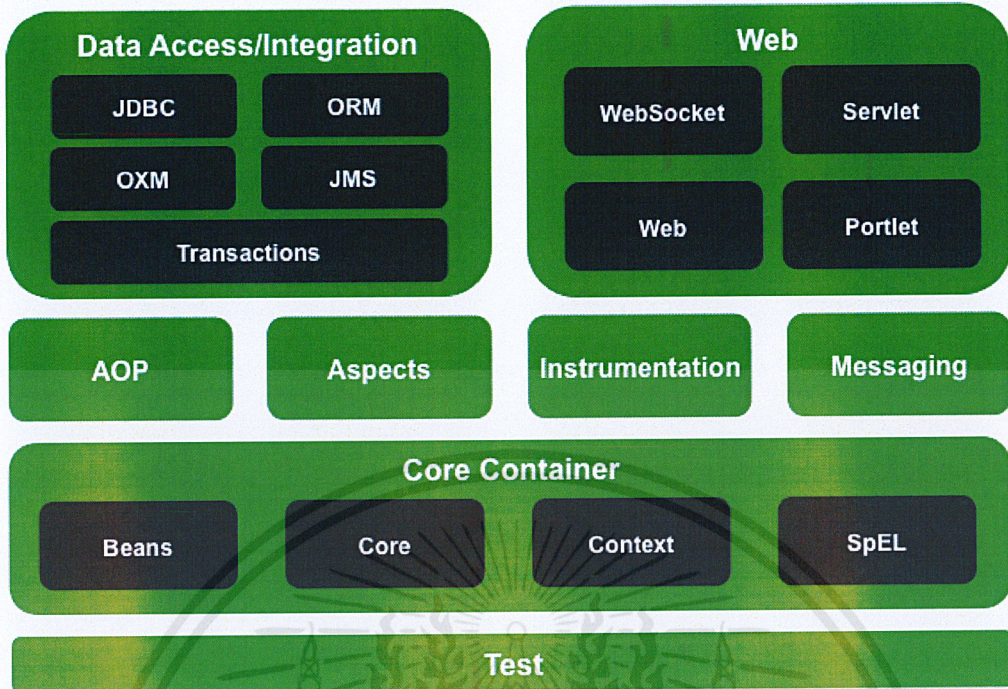 Data Access/Integration
JDBC
ORM
OXM
JMS
Transactions
Web
WebSocket
Servlet
Web
Portlet
AOP
Aspects
Instrumentation
Messaging
Core Container
Beans
Core
Context
SpEL
Test